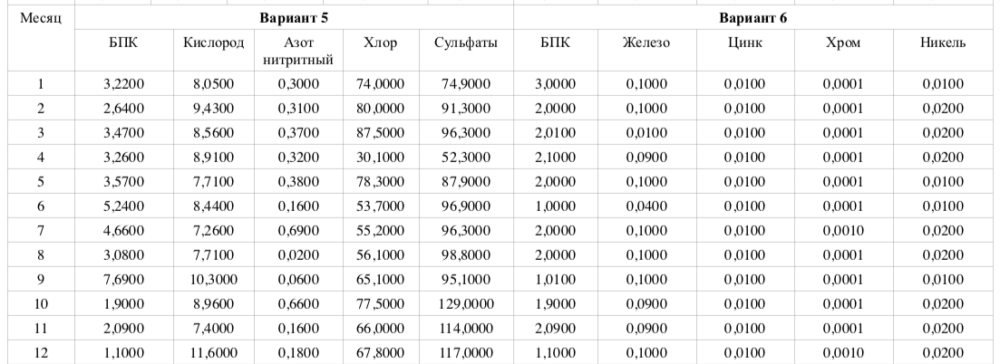 Месяц Вариант 5 Вариант 6
БПК Кислород Азот нитритный Хлор Сульфаты БПК Железо Цинк Хром Никель
1 3,2200 8,0500 0,3000 74,0000 74,9000 3,0000 0,1000 0,0100 0,0001 0,0100
2 2,6400 9,4300 0,3100 80,0000 91,3000 2,0000 0,1000 0,0100 0,0001 0,0200
3 3,4700 8,5600 0,3700 87,5000 96,3000 2,0100 0,0100 0,0100 0,0001 0,0200
4 3,2600 8,9100 0,3200 30,1000 52,3000 2,1000 0,0900 0,0100 0,0001 0,0200
5 3,5700 7,7100 0,3800 78,3000 87,9000 2,0000 0,1000 0,0100 0,0001 0,0100
6 5,2400 8,4400 0,1600 53,7000 96,9000 1,0000 0,0400 0,0100 0,0001 0,0100
7 4,6600 7,2600 0,6900 55,2000 96,3000 2,0000 0,1000 0,0100 0,0010 0,0200
8 3,0800 7,7100 0,0200 56,1000 98,8000 2,0000 0,1000 0,0100 0,0001 0,0200
9 7,6900 10,3000 0,0600 65,1000 95,1000 1,0100 0,1000 0,0100 0,0001 0,0100
10 1,9000 8,9600 0,6600 77,5000 129,0000 1,9000 0,0900 0,0100 0,0001 0,0200
11 2,0900 7,4000 0,1600 66,0000 114,0000 2,0900 0,0900 0,0100 0,0001 0,0200
12 1,1000 11,6000 0,1800 67,8000 117,0000 1,1000 0,1000 0,0100 0,0010 0,0200